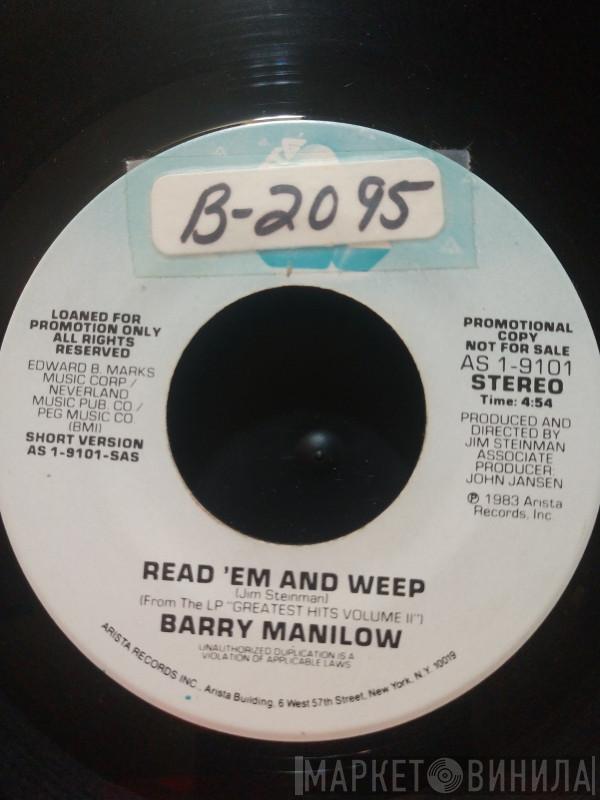 B-2095
LOANED FOR
PROMOTION ONLY
ALL RIGHTS
RESERVED
EDWARD B. MARKS
MUSIC CORP /
NEVERLAND
MUSIC PUB. CO /
PEG MUSIC CO.
(BMI)
SHORT VERSION
AS 1-9101-SAS
PROMOTIONAL
COPY
NOT FOR SALE
AS 1-9101
STEREO
Time: 4:54
PRODUCED AND
DIRECTED BY
JIM STEINMAN
ASSOCIATE
PRODUCER:
JOHN JANSEN
℗ 1983 Arista
Records, Inc.
READ 'EM AND WEEP
(Jim Steinman)
(From The LP "GREATEST HITS VOLUME II")
BARRY MANILOW
UNAUTHORIZED DUPLICATION IS A
VIOLATION OF APPLICABLE LAWS
ARISTA RECORDS INC., Arista Building, 6 West 57th Street, New York, N.Y. 10019
МАРКЕТ ВИНИЛА